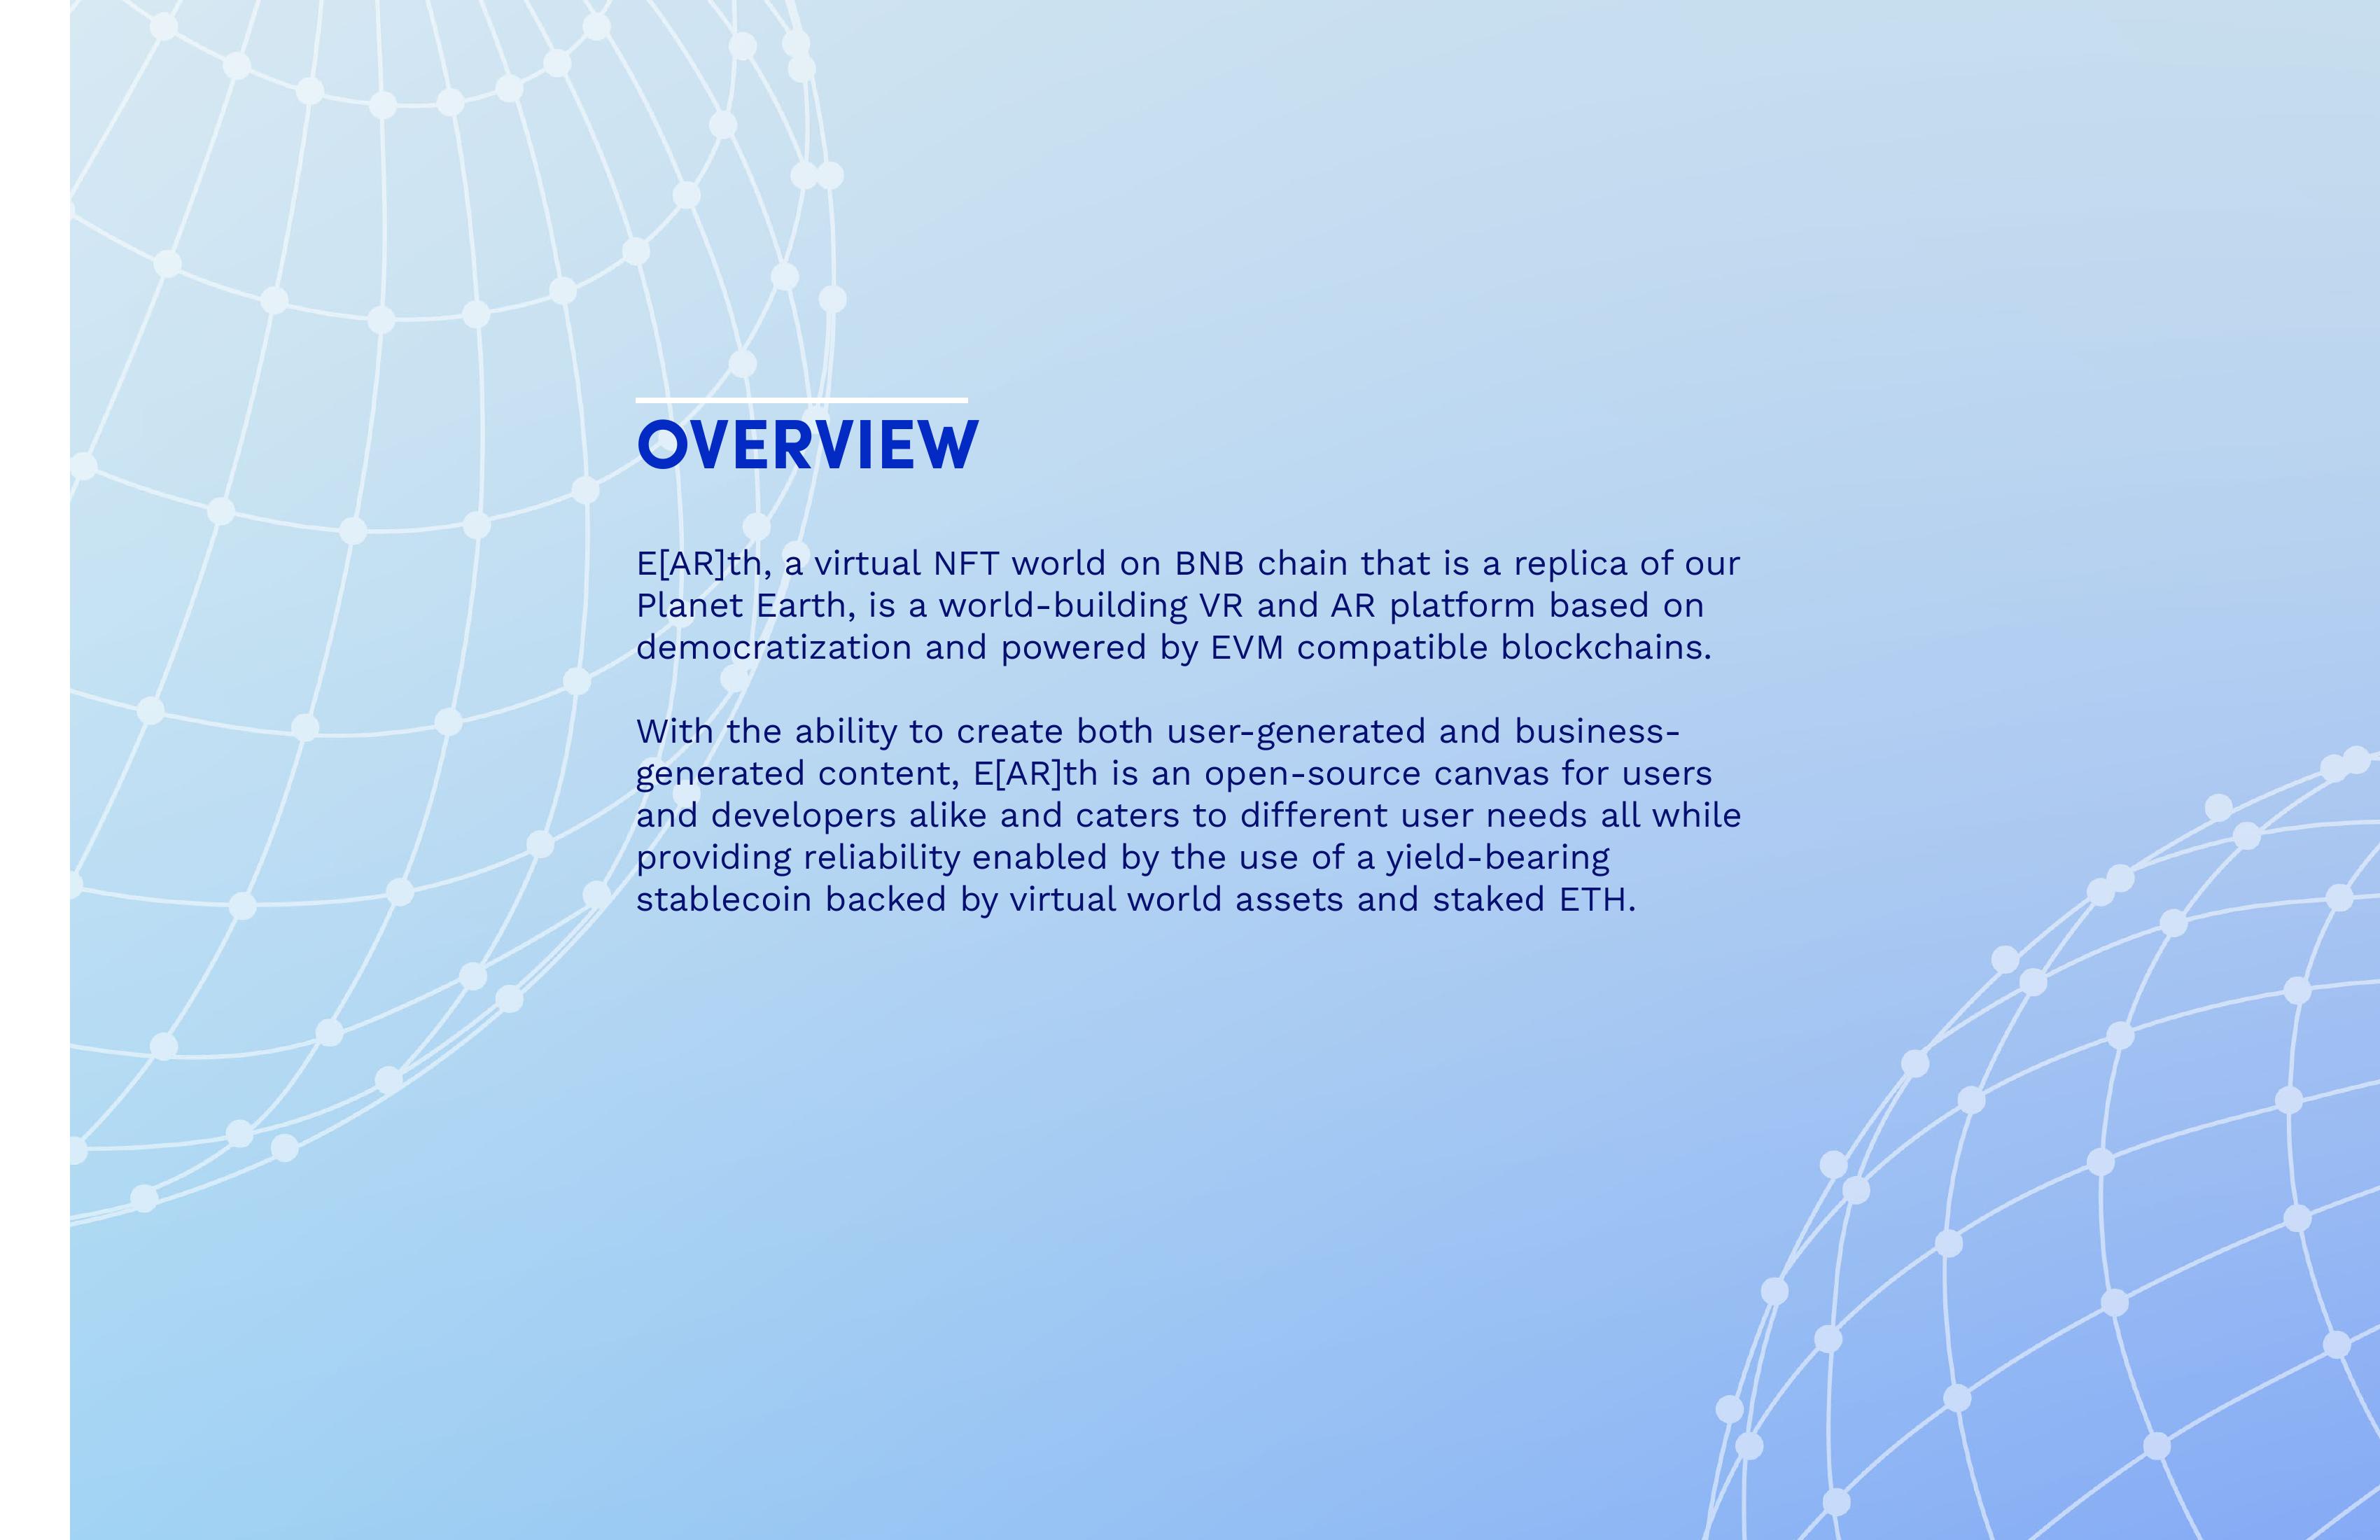 OVERVIEW
E[AR]th, a virtual NFT world on BNB chain that is a replica of our
Planet Earth, is a world-building VR and AR platform based on
democratization and powered by EVM compatible blockchains.
With the ability to create both user-generated and business-
generated content, E[AR]th is an open-source canvas for users
and developers alike and caters to different user needs all while
providing reliability enabled by the use of a yield-bearing
stablecoin backed by virtual world assets and staked ETH.